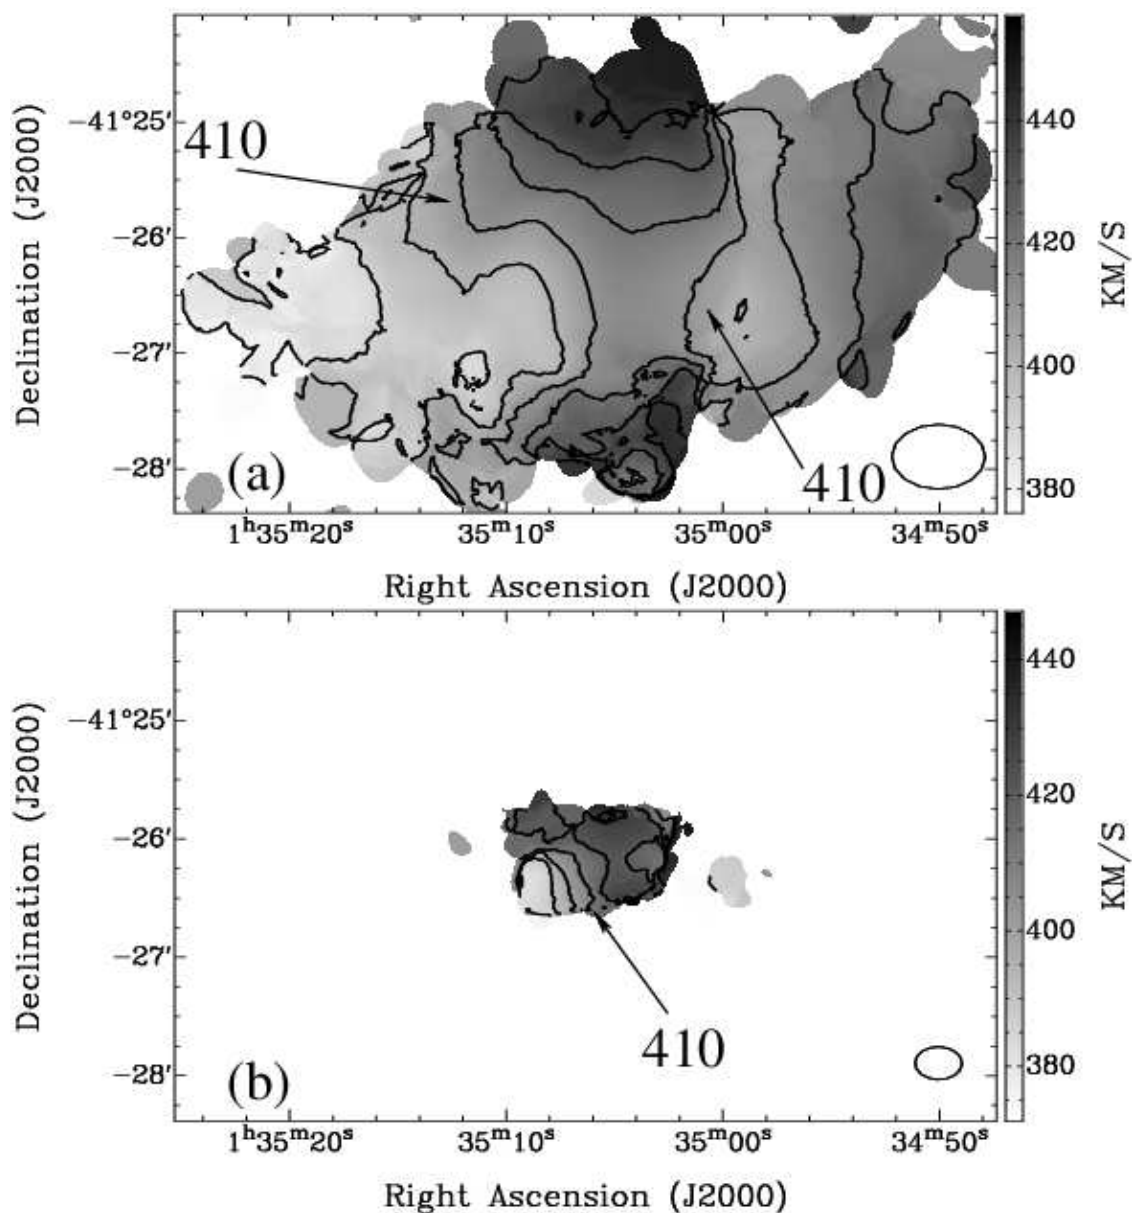 410
−41°25′
−26′
−27′
−28′
Declination (J2000)
440
420
400
380
KM/S
(a)
410
1ʰ35ᵐ20ˢ 35ᵐ10ˢ 35ᵐ00ˢ 34ᵐ50ˢ
Right Ascension (J2000)
−41°25′
−26′
−27′
−28′
Declination (J2000)
440
420
400
380
KM/S
410
(b)
1ʰ35ᵐ20ˢ 35ᵐ10ˢ 35ᵐ00ˢ 34ᵐ50ˢ
Right Ascension (J2000)